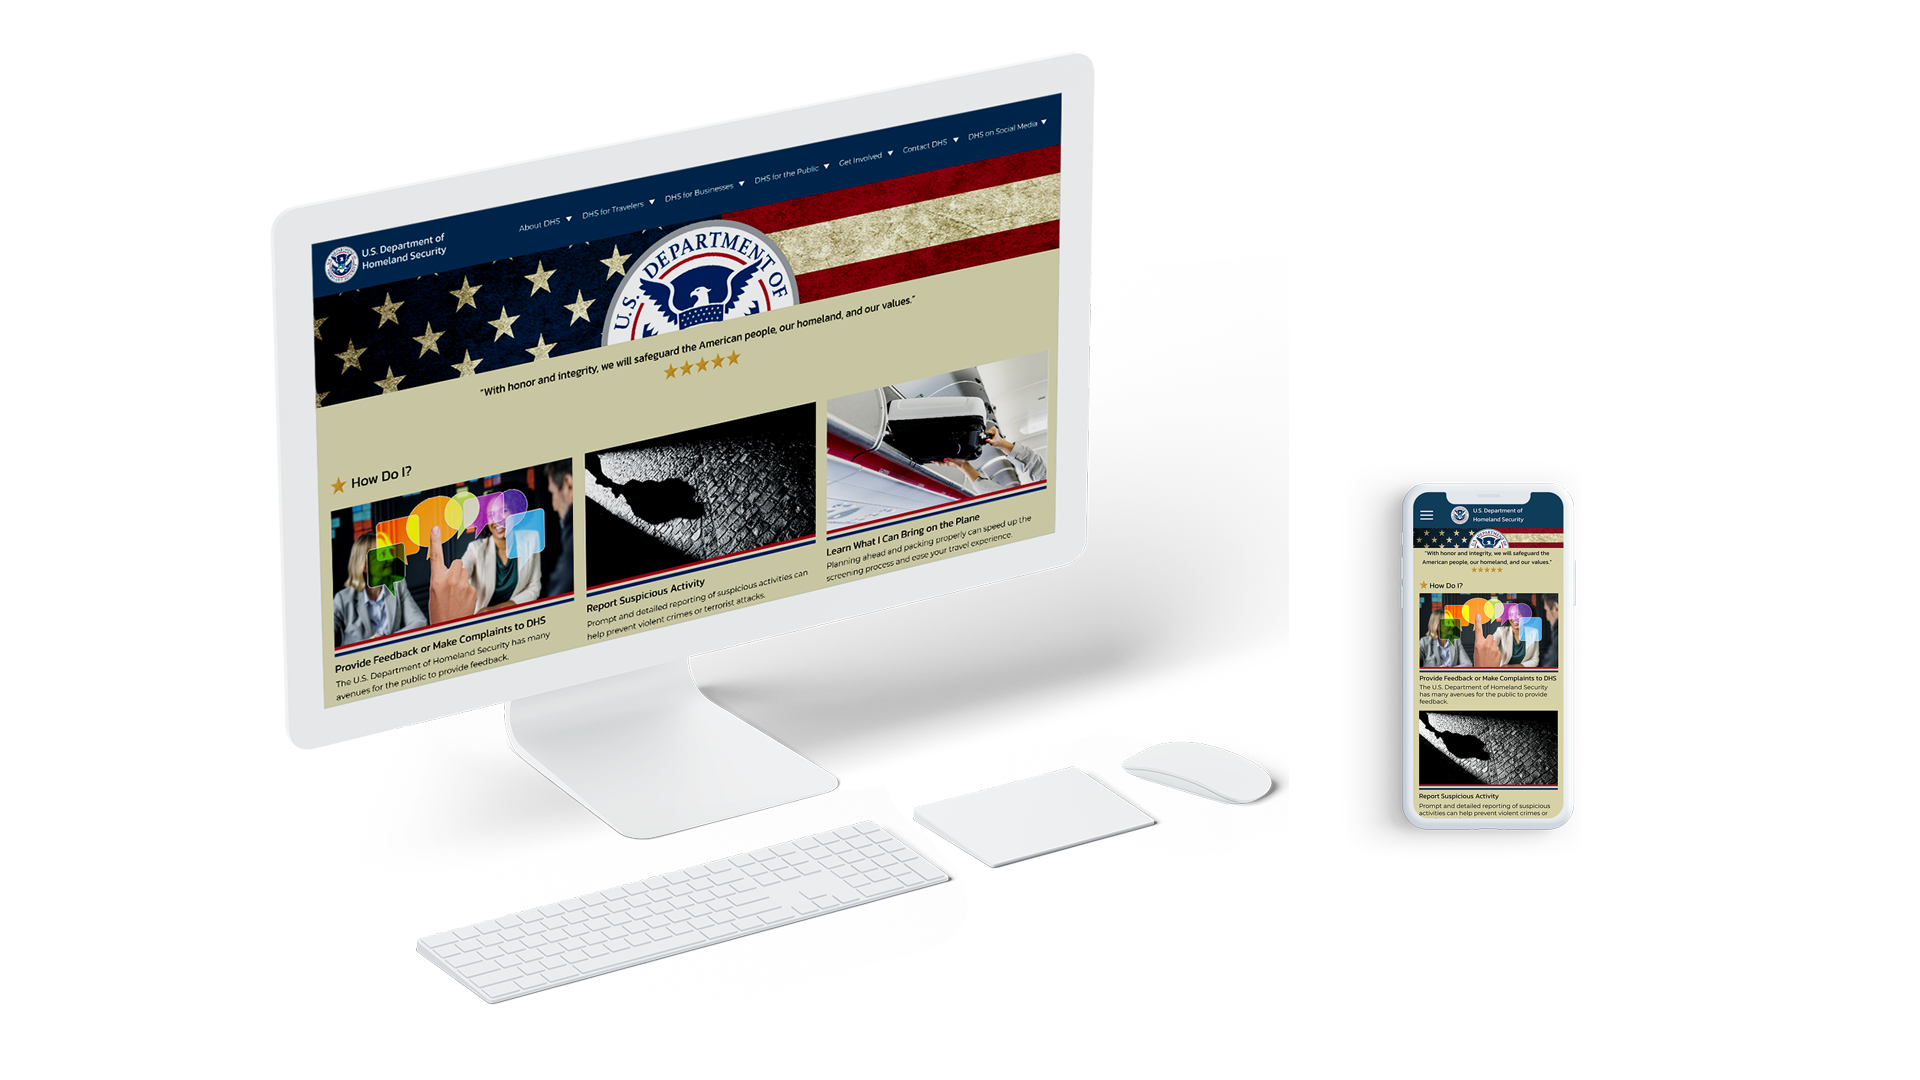 U.S. Department of
Homeland Security
About DHS
DHS for Travelers
DHS for Businesses
DHS for the Public
Get Involved
Contact DHS
DHS on Social Media
U.S. DEPARTMENT OF
"With honor and integrity, we will safeguard the American people, our homeland, and our values."
How Do I?
Provide Feedback or Make Complaints to DHS
The U.S. Department of Homeland Security has many
avenues for the public to provide feedback.
Report Suspicious Activity
Prompt and detailed reporting of suspicious activities can
help prevent violent crimes or terrorist attacks.
Learn What I Can Bring on the Plane
Planning ahead and packing properly can speed up the
screening process and ease your travel experience.
U.S. Department of
Homeland Security
"With honor and integrity, we will safeguard the
American people, our homeland, and our values."
How Do I?
Provide Feedback or Make Complaints to DHS
The U.S. Department of Homeland Security
has many avenues for the public to provide
feedback.
Report Suspicious Activity
Prompt and detailed reporting of suspicious
activities can help prevent violent crimes or